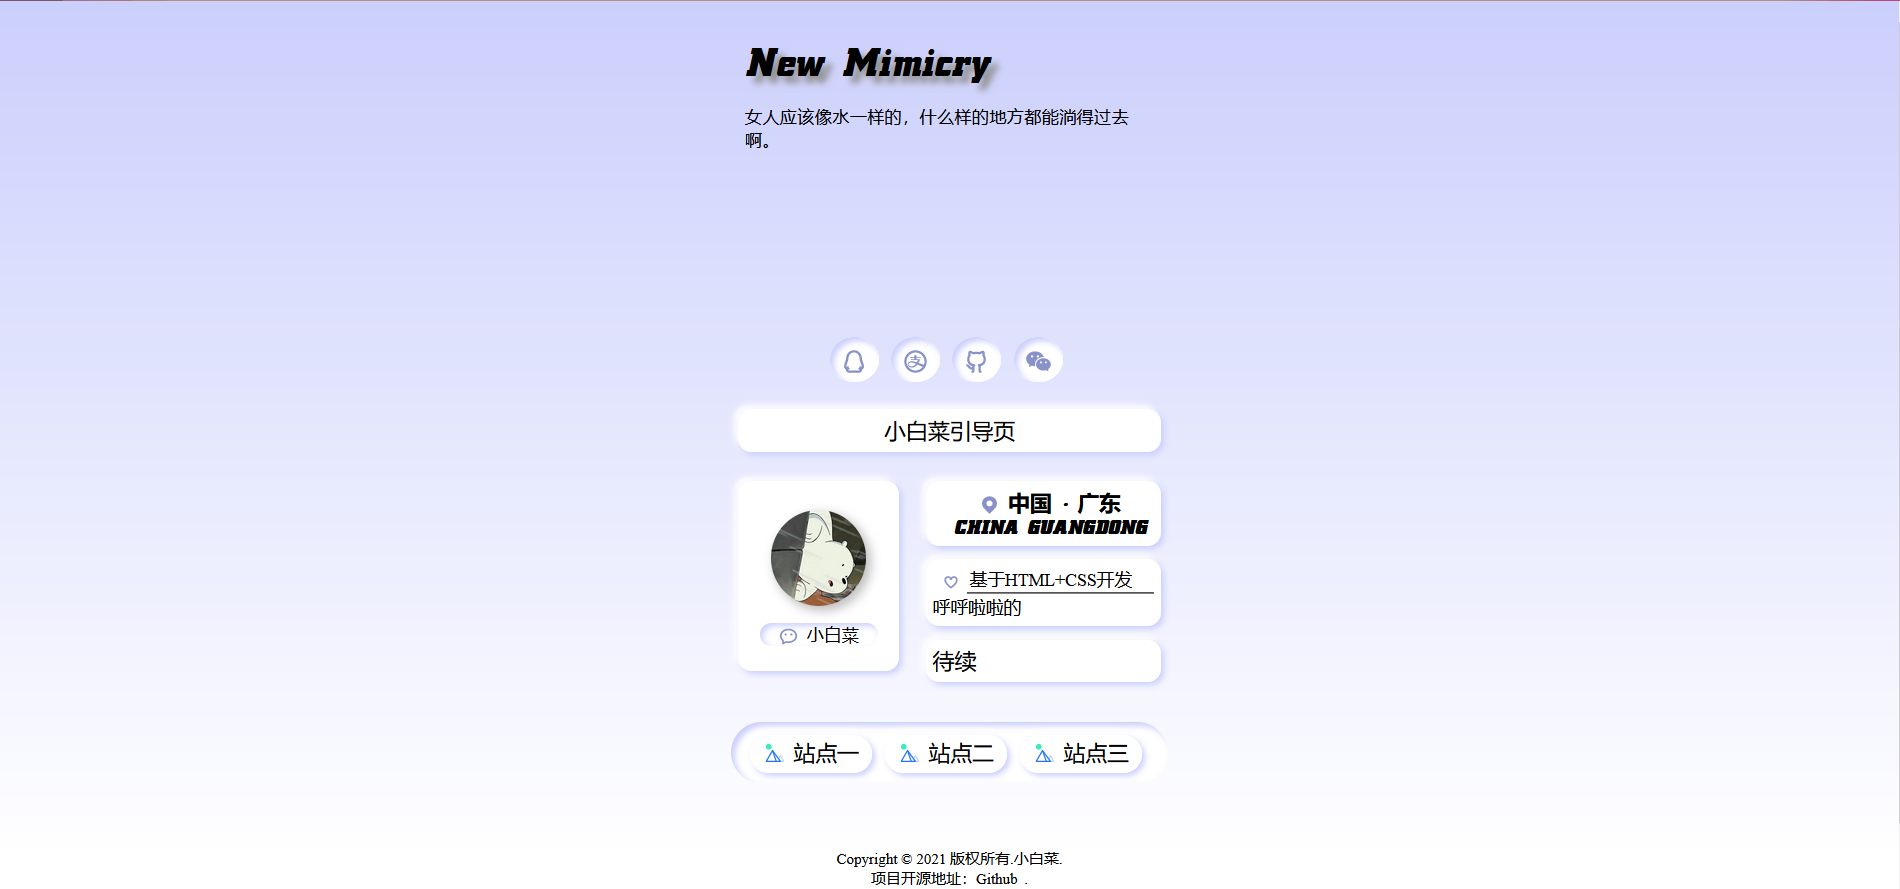 New Mimicry
女人应该像水一样的，什么样的地方都能淌得过去
啊。
小白菜引导页
中国 · 广东
CHINA GUANGDONG
基于HTML+CSS开发
呼呼啦啦的
小白菜
待续
站点一 站点二 站点三
Copyright © 2021 版权所有.小白菜.
项目开源地址：Github .